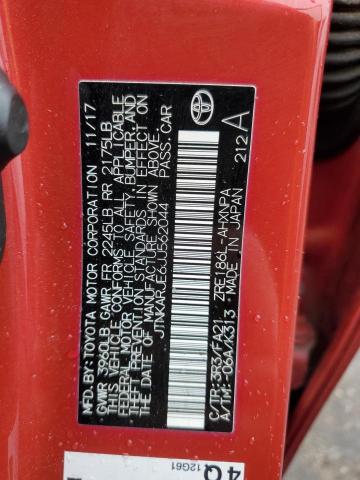 MFD BY: TOYOTA MOTOR CORPORATION 11/17
GVWR 3960LB GAWR FR 2245LB RR 2175LB
THIS VEHICLE CONFORMS TO ALL APPLICABLE
FEDERAL MOTOR VEHICLE SAFETY, BUMPER, AND
THEFT PREVENTION STANDARDS IN EFFECT ON THE
DATE OF MANUFACTURE SHOWN ABOVE.
JTNKARJE6JJ562044 PASS.CAR
ZRE186L-AHXNPA
C/TR: 3R3/FA21 MADE IN JAPAN 212A
A/TM: -06A/K313
4Q
12G61